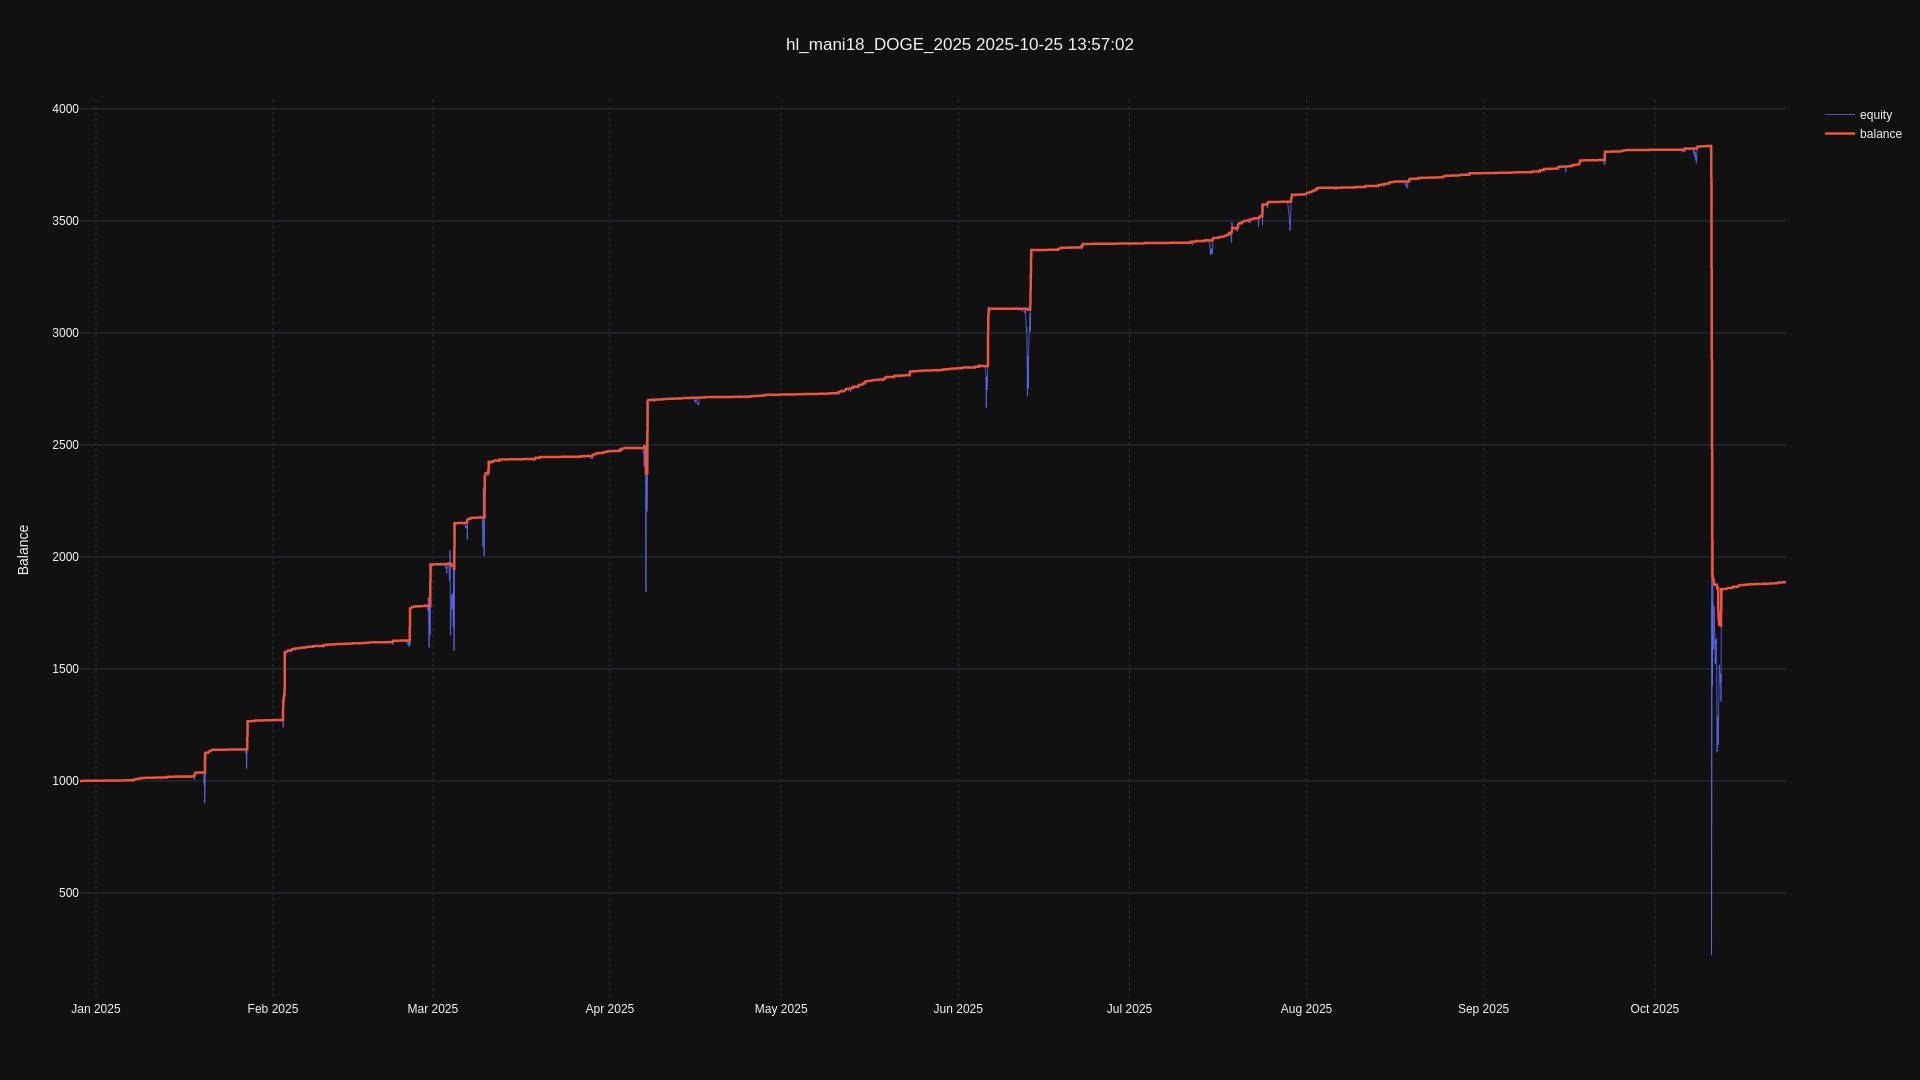 hl_mani18_DOGE_2025 2025-10-25 13:57:02
equity
balance
Balance
4000
3500
3000
2500
2000
1500
1000
500
Jan 2025
Feb 2025
Mar 2025
Apr 2025
May 2025
Jun 2025
Jul 2025
Aug 2025
Sep 2025
Oct 2025